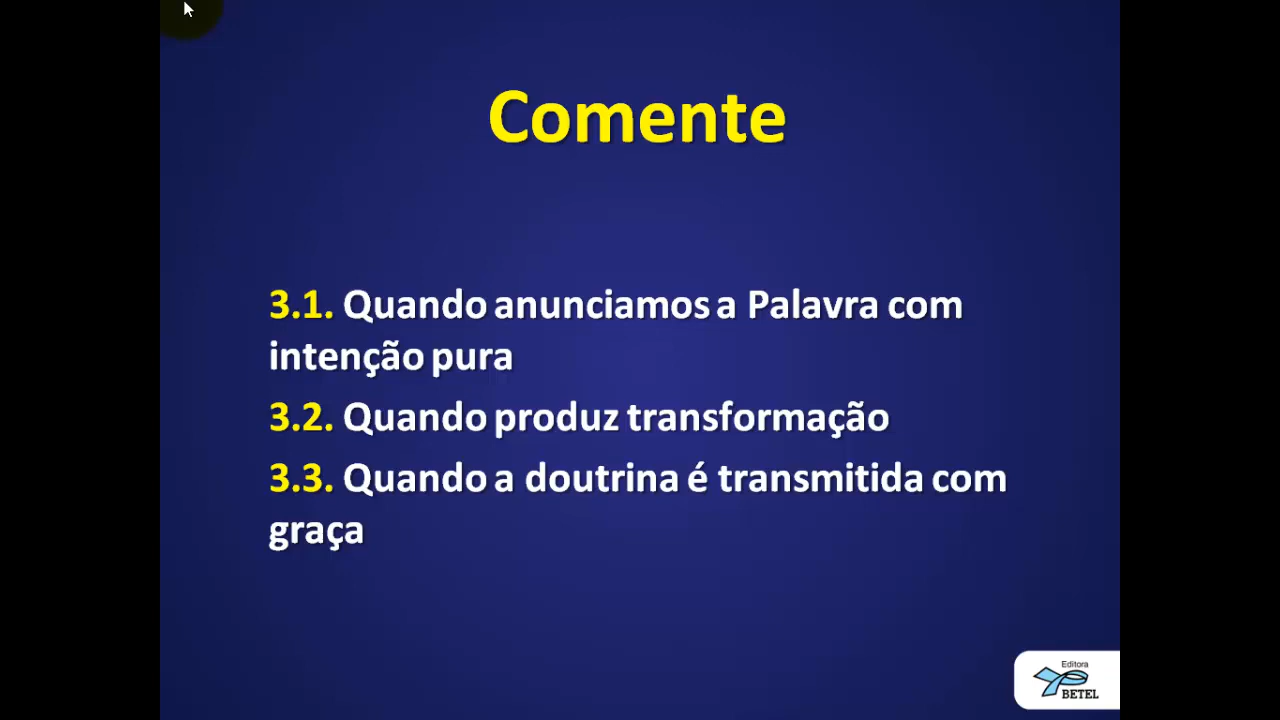 Comente
3.1. Quando anunciamos a Palavra com
intenção pura
3.2. Quando produz transformação
3.3. Quando a doutrina é transmitida com
graça
Editora
BETEL